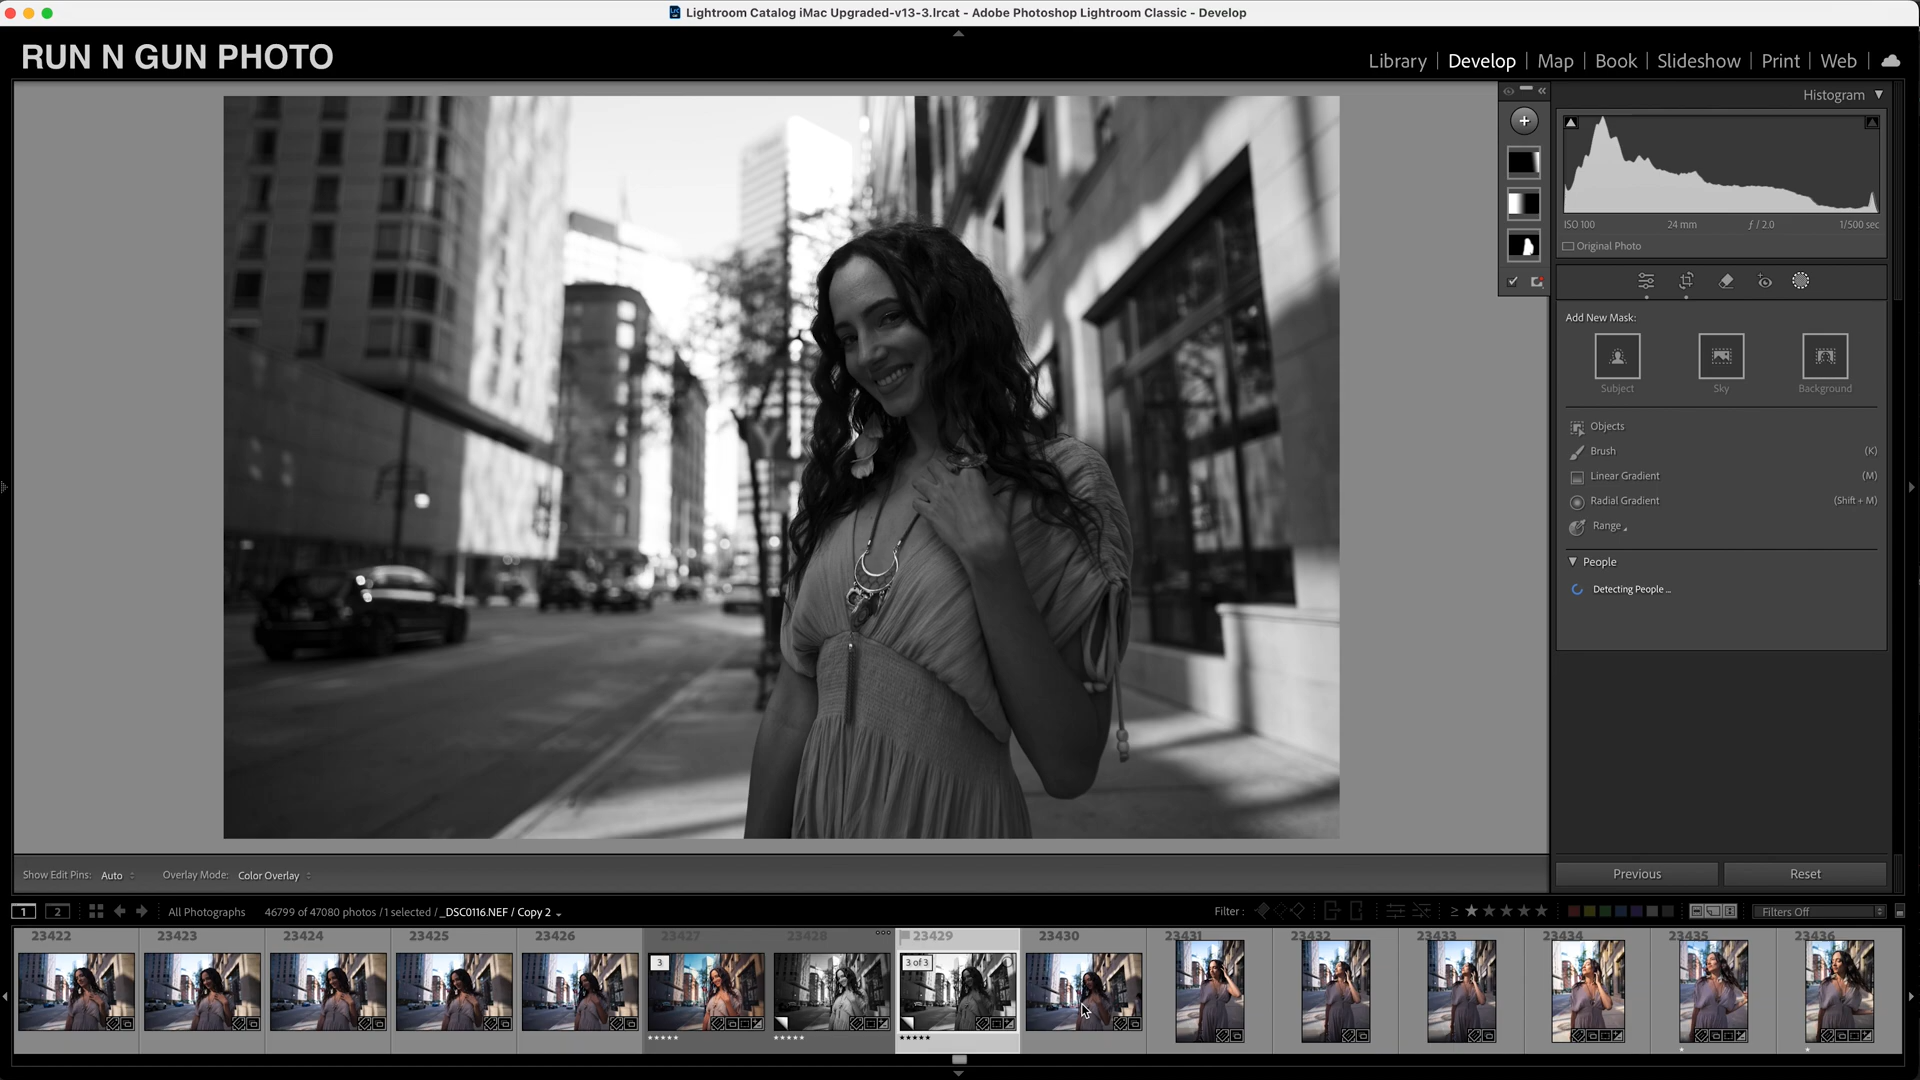 Lightroom Catalog iMac Upgraded-v13-3.lrcat - Adobe Photoshop Lightroom Classic - Develop
RUN N GUN PHOTO
Library | Develop | Map | Book | Slideshow | Print | Web |
Histogram
ISO 100 24 mm ƒ / 2.0 1/500 sec
Original Photo
Add New Mask:
Subject Sky Background
Objects
Brush (K)
Linear Gradient (M)
Radial Gradient (Shift + M)
Range
People
Detecting People ...
Previous Reset
Show Edit Pins: Auto Overlay Mode: Color Overlay
1 2 All Photographs 46799 of 47080 photos / 1 selected / _DSC0116.NEF / Copy 2 Filter : ≥ Filters Off
23422 23423 23424 23425 23426 23427 23428 23429 23430 23431 23432 23433 23434 23435 23436
3 3 of 3